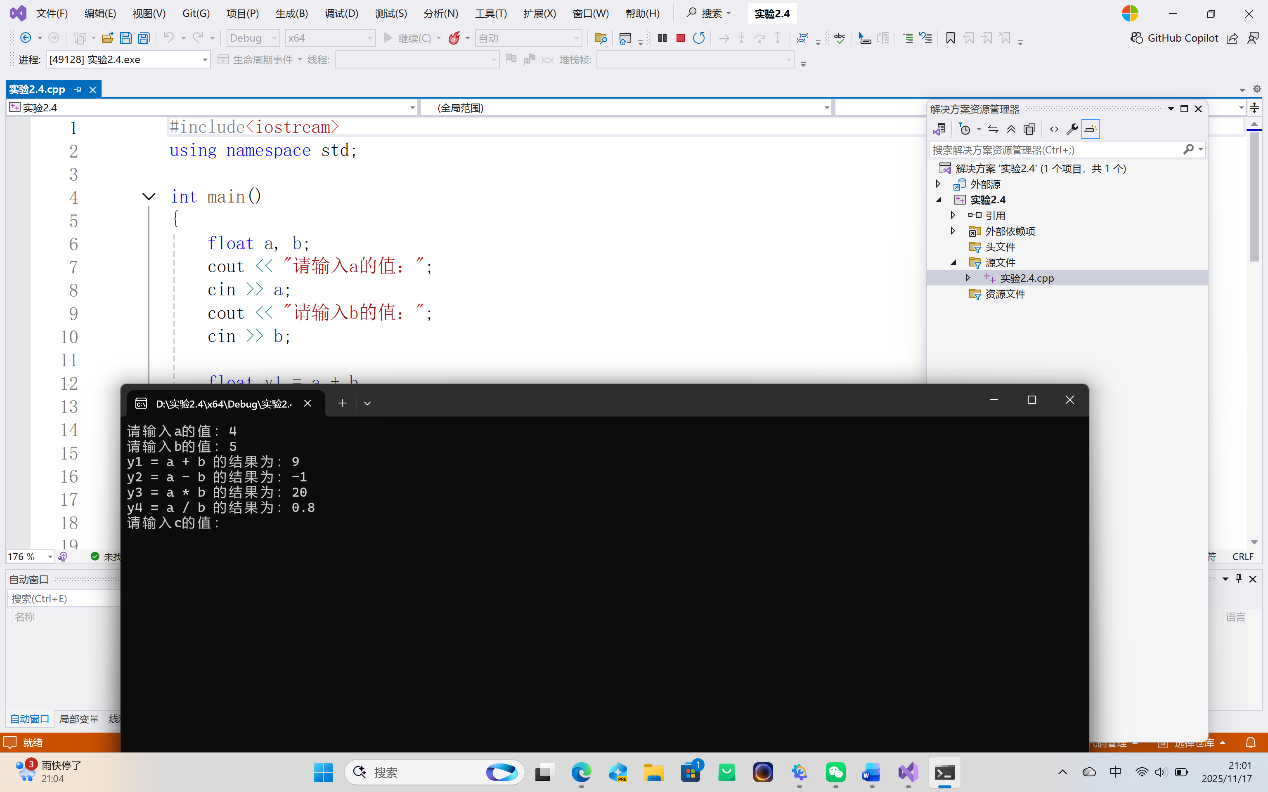 文件(F) 编辑(E) 视图(V) Git(G) 项目(P) 生成(B) 调试(D) 测试(S) 分析(N) 工具(T) 扩展(X) 窗口(W) 帮助(H) 搜索 实验2.4
Debug x64 继续(C) 自动 GitHub Copilot
进程: [49128] 实验2.4.exe 生命周期事件 线程: 堆栈帧:
实验2.4.cpp
实验2.4 (全局范围)
1 #include<iostream>
2 using namespace std;
3
4 int main()
5 {
6 float a, b;
7 cout << "请输入a的值: ";
8 cin >> a;
9 cout << "请输入b的值: ";
10 cin >> b;
11
12 float y1 = a + b
13
14
15
16
17
18
19
176 % 未找
符 CRLF
解决方案资源管理器
搜索解决方案资源管理器(Ctrl+;)
解决方案 '实验2.4' (1 个项目，共 1 个)
外部源
实验2.4
引用
外部依赖项
头文件
源文件
实验2.4.cpp
资源文件
D:\实验2.4\x64\Debug\实验2.
请输入a的值: 4
请输入b的值: 5
y1 = a + b 的结果为: 9
y2 = a - b 的结果为: -1
y3 = a * b 的结果为: 20
y4 = a / b 的结果为: 0.8
请输入c的值:
自动窗口
搜索(Ctrl+E)
名称
语言
自动窗口 局部变量
就绪
选择仓库
3 雨快停了
21:04
搜索
PRE
1
中
21:01
2025/11/17